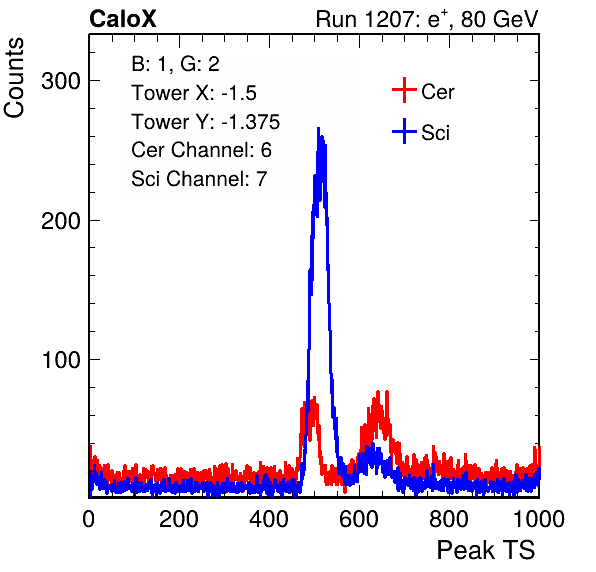 CaloX Run 1207: e⁺, 80 GeV
Counts
B: 1, G: 2
Tower X: -1.5
Tower Y: -1.375
Cer Channel: 6
Sci Channel: 7
Cer
Sci
300
200
100
0 200 400 600 800 1000
Peak TS